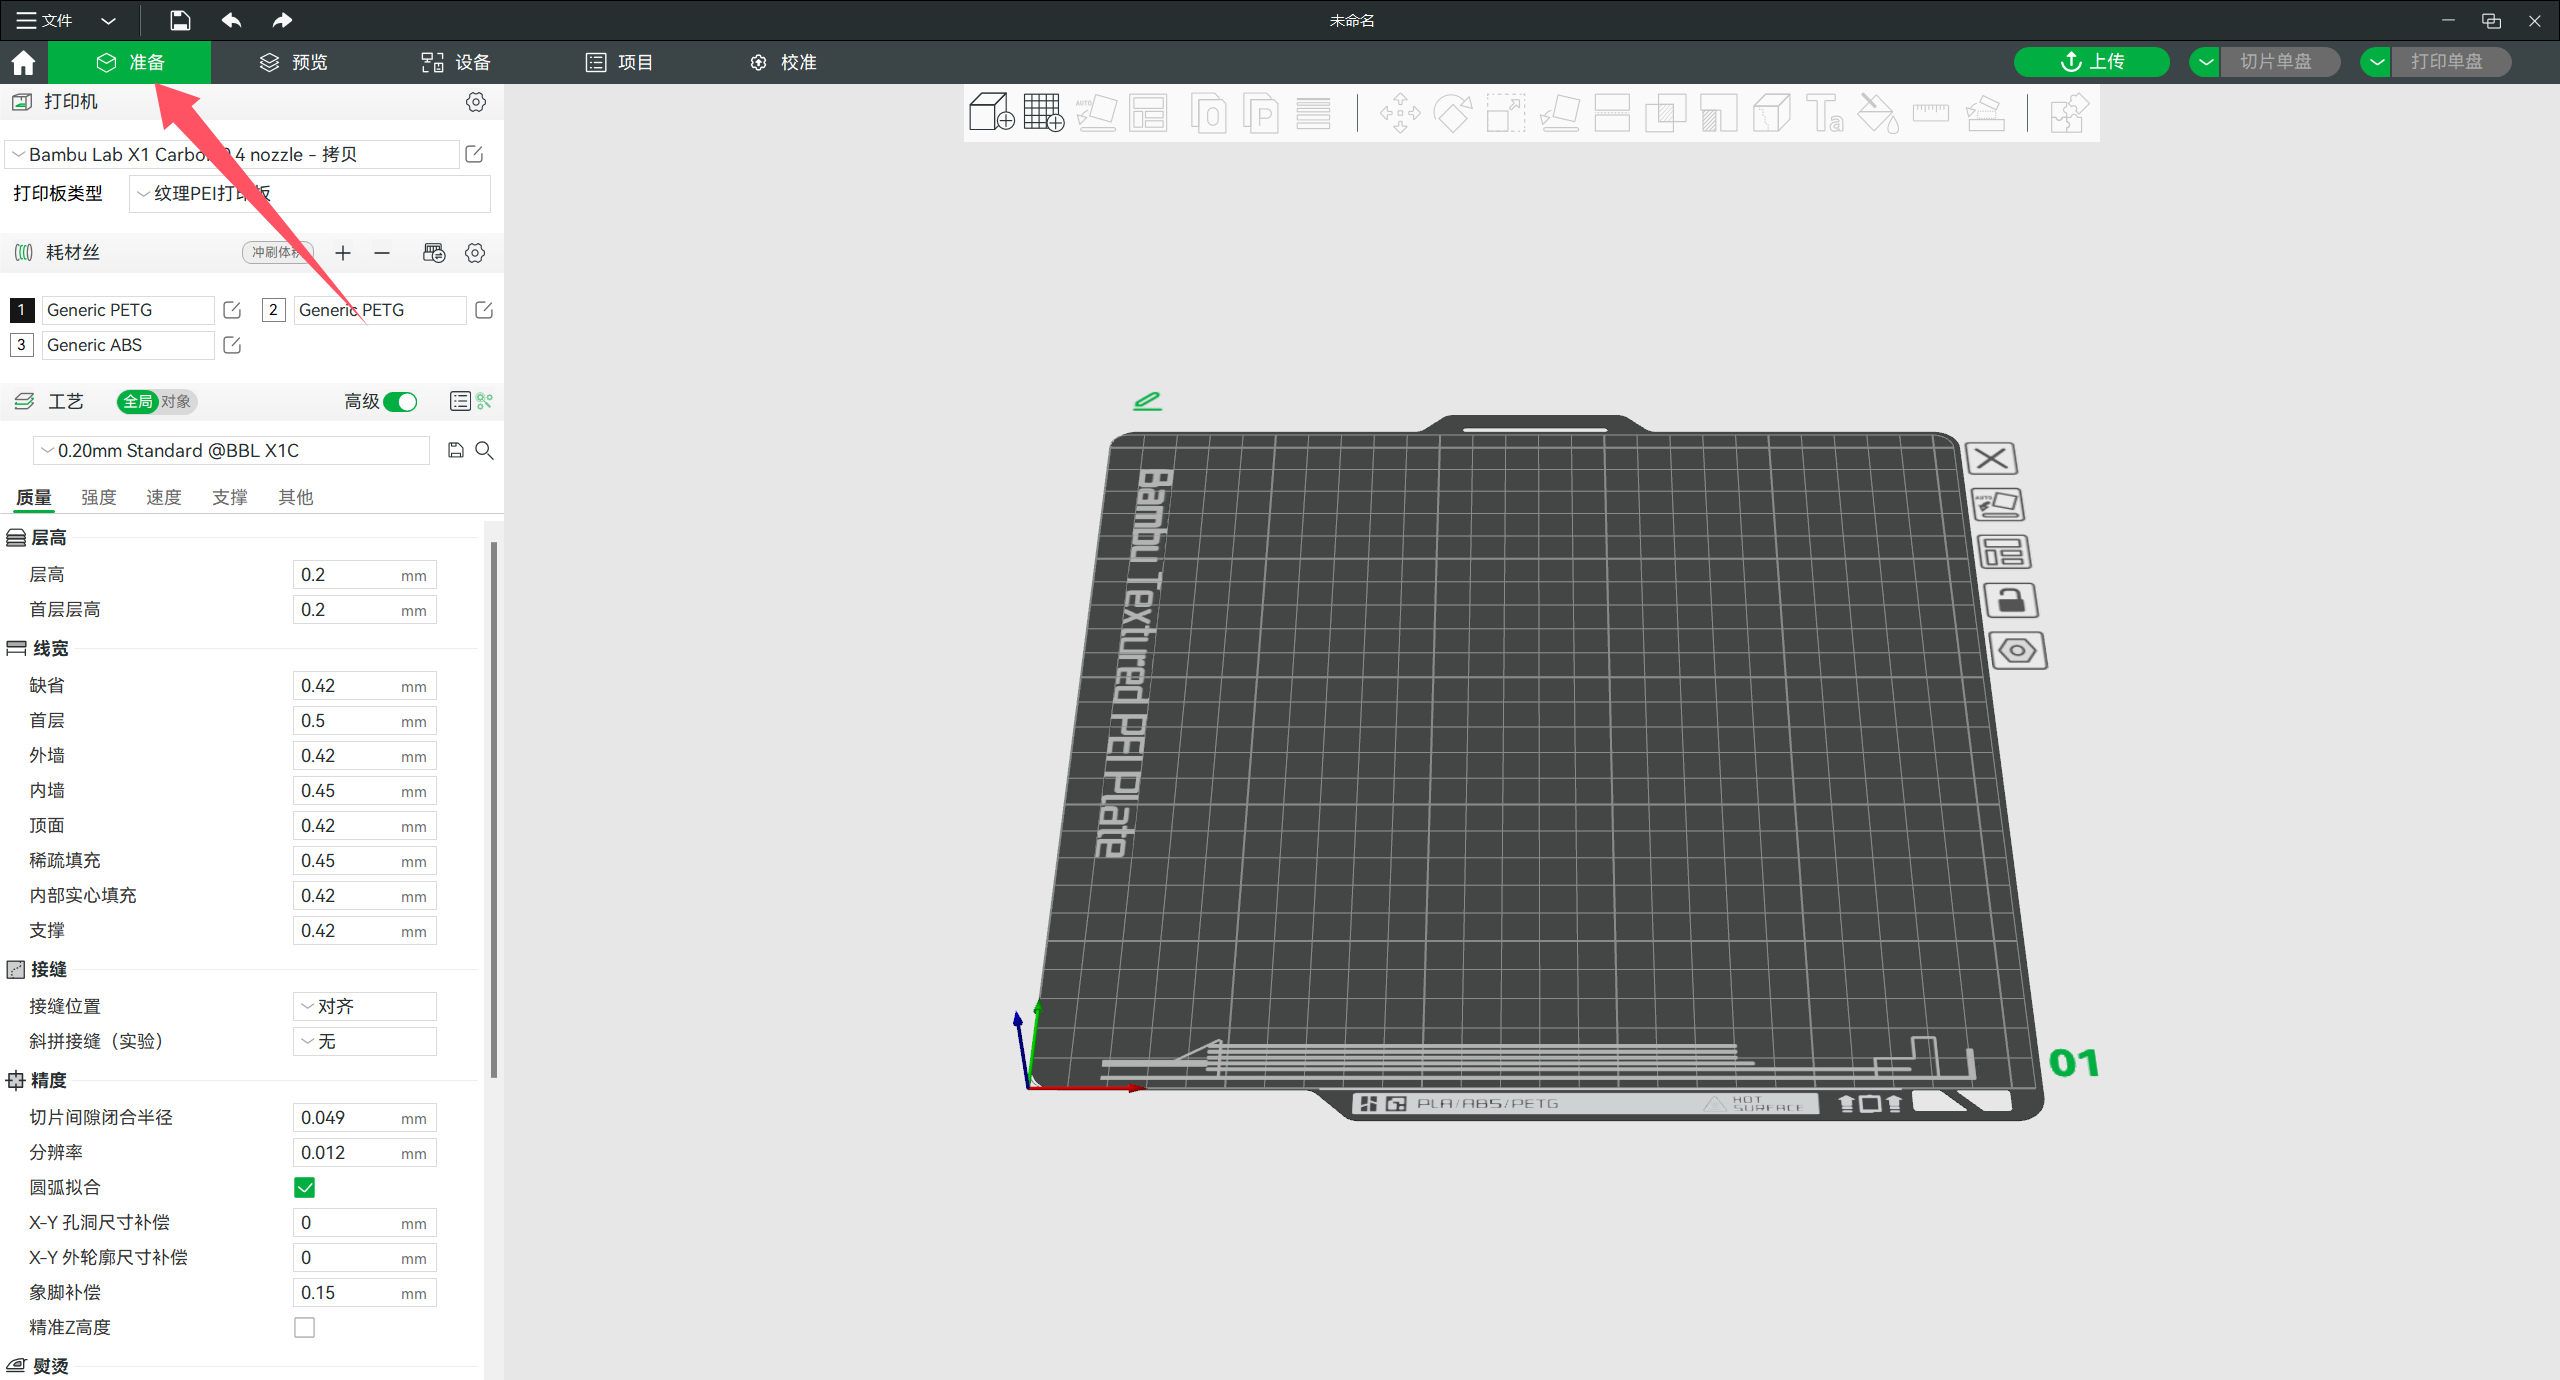 文件
未命名
准备
预览
设备
项目
校准
上传
切片单盘
打印单盘
打印机
Bambu Lab X1 Carbon 0.4 nozzle - 拷贝
打印板类型
纹理PEI打印板
耗材丝
冲刷体积
1 Generic PETG
2 Generic PETG
3 Generic ABS
工艺
全局 对象
高级
0.20mm Standard @BBL X1C
质量 强度 速度 支撑 其他
层高
层高 0.2 mm
首层层高 0.2 mm
线宽
缺省 0.42 mm
首层 0.5 mm
外墙 0.42 mm
内墙 0.45 mm
顶面 0.42 mm
稀疏填充 0.45 mm
内部实心填充 0.42 mm
支撑 0.42 mm
接缝
接缝位置 对齐
斜拼接缝（实验） 无
精度
切片间隙闭合半径 0.049 mm
分辨率 0.012 mm
圆弧拟合
X-Y 孔洞尺寸补偿 0 mm
X-Y 外轮廓尺寸补偿 0 mm
象脚补偿 0.15 mm
精准Z高度
熨烫
AUTO
O
P
Ta
Bambu Textured PEI Plate
01
PLA/ABS/PETG
HOT
SURFACE